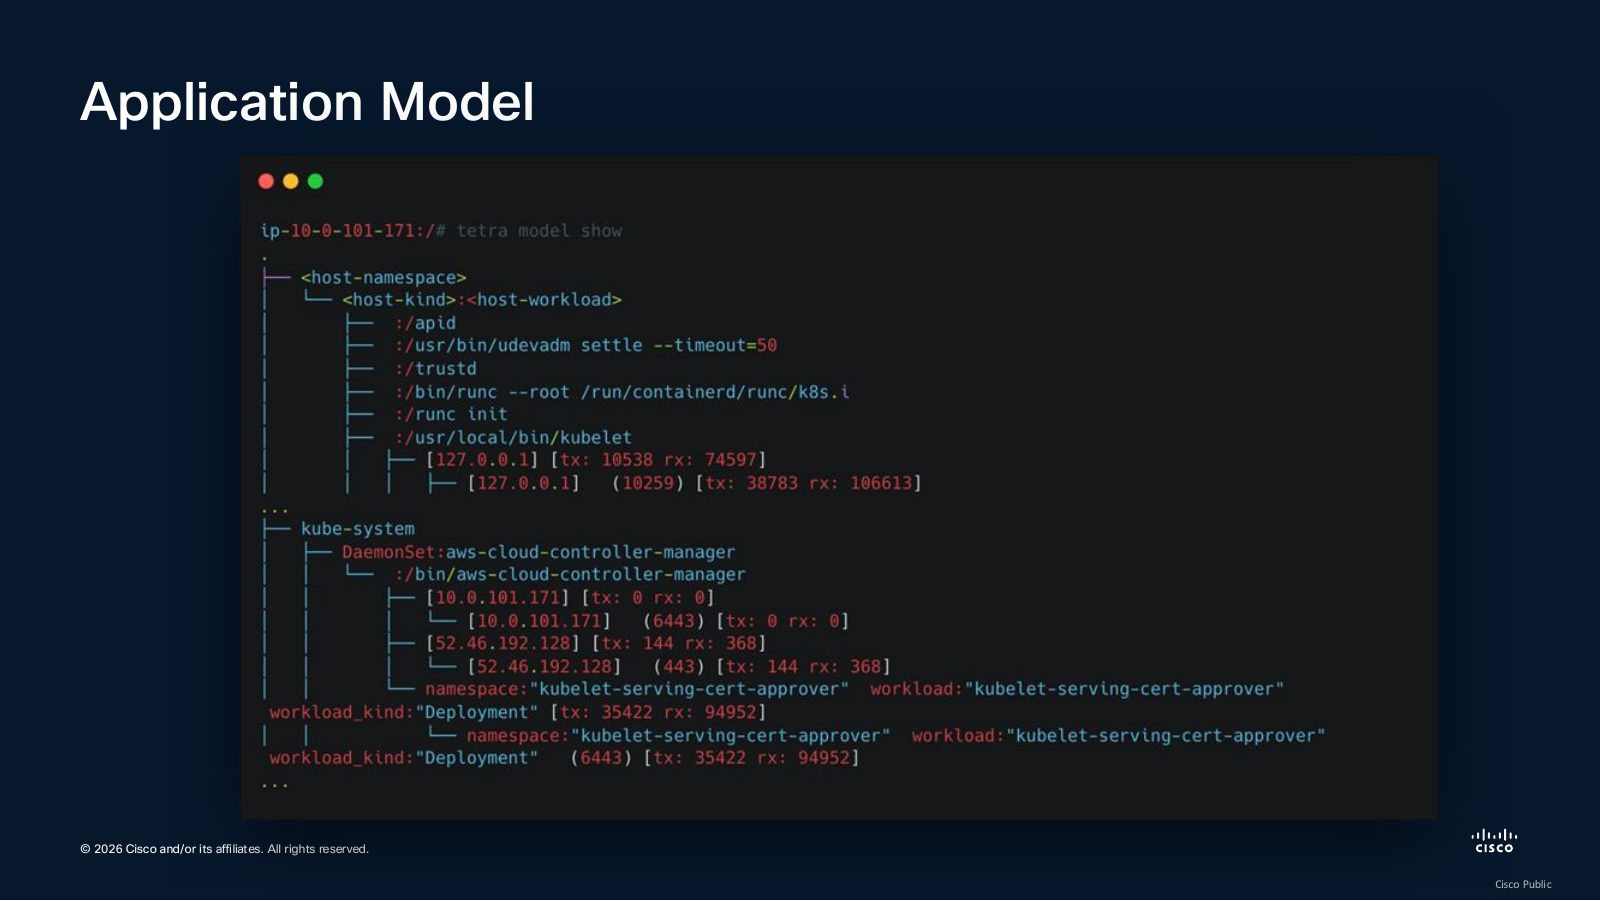 Application Model
ip-10-0-101-171:/# tetra model show
.
├── <host-namespace>
│   └── <host-kind>:<host-workload>
│       ├──  :/apid
│       ├──  :/usr/bin/udevadm settle --timeout=50
│       ├──  :/trustd
│       ├──  :/bin/runc --root /run/containerd/runc/k8s.i
│       ├──  :/runc init
│       ├──  :/usr/local/bin/kubelet
│       │   ├── [127.0.0.1] [tx: 10538 rx: 74597]
│       │   │   ├── [127.0.0.1]   (10259) [tx: 38783 rx: 106613]
...
├── kube-system
│   ├── DaemonSet:aws-cloud-controller-manager
│   │   └──  :/bin/aws-cloud-controller-manager
│   │       ├── [10.0.101.171] [tx: 0 rx: 0]
│   │       │   └── [10.0.101.171]   (6443) [tx: 0 rx: 0]
│   │       ├── [52.46.192.128] [tx: 144 rx: 368]
│   │       │   └── [52.46.192.128]   (443) [tx: 144 rx: 368]
│   │       └── namespace:"kubelet-serving-cert-approver"  workload:"kubelet-serving-cert-approver"
workload_kind:"Deployment" [tx: 35422 rx: 94952]
│   │           └── namespace:"kubelet-serving-cert-approver"  workload:"kubelet-serving-cert-approver"
workload_kind:"Deployment"   (6443) [tx: 35422 rx: 94952]
...
© 2026 Cisco and/or its affiliates. All rights reserved.
CISCO
Cisco Public